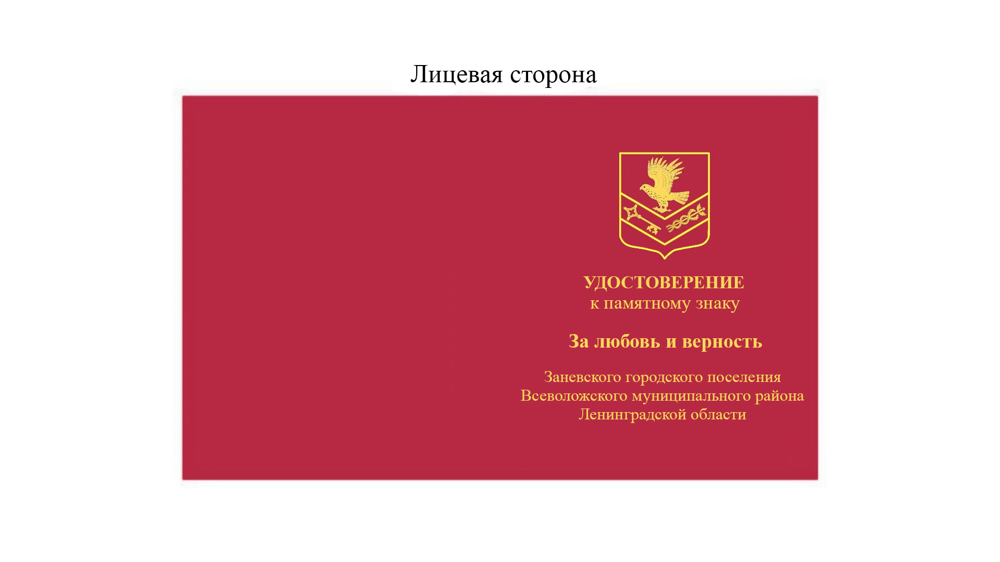 Лицевая сторона
УДОСТОВЕРЕНИЕ
к памятному знаку
За любовь и верность
Заневского городского поселения
Всеволожского муниципального района
Ленинградской области